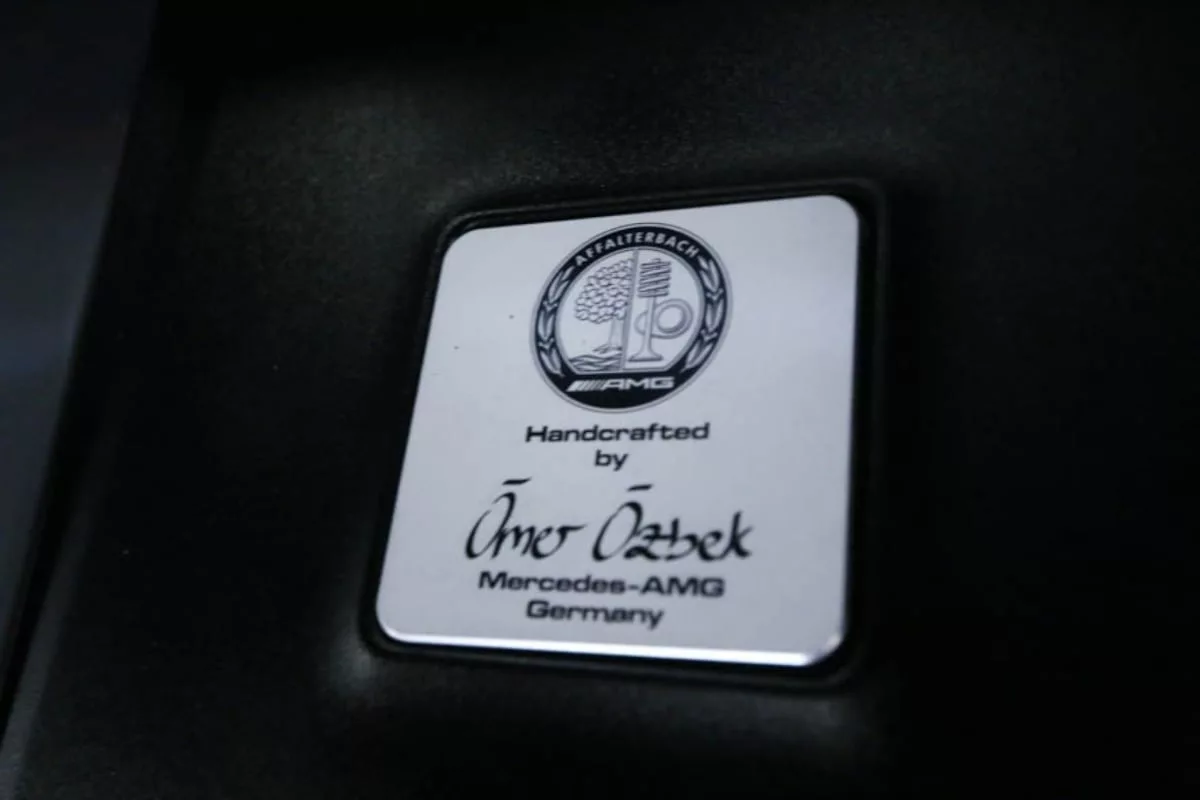 AFFALTERBACH
AMG
Handcrafted
by
Ömer Özbek
Mercedes-AMG
Germany